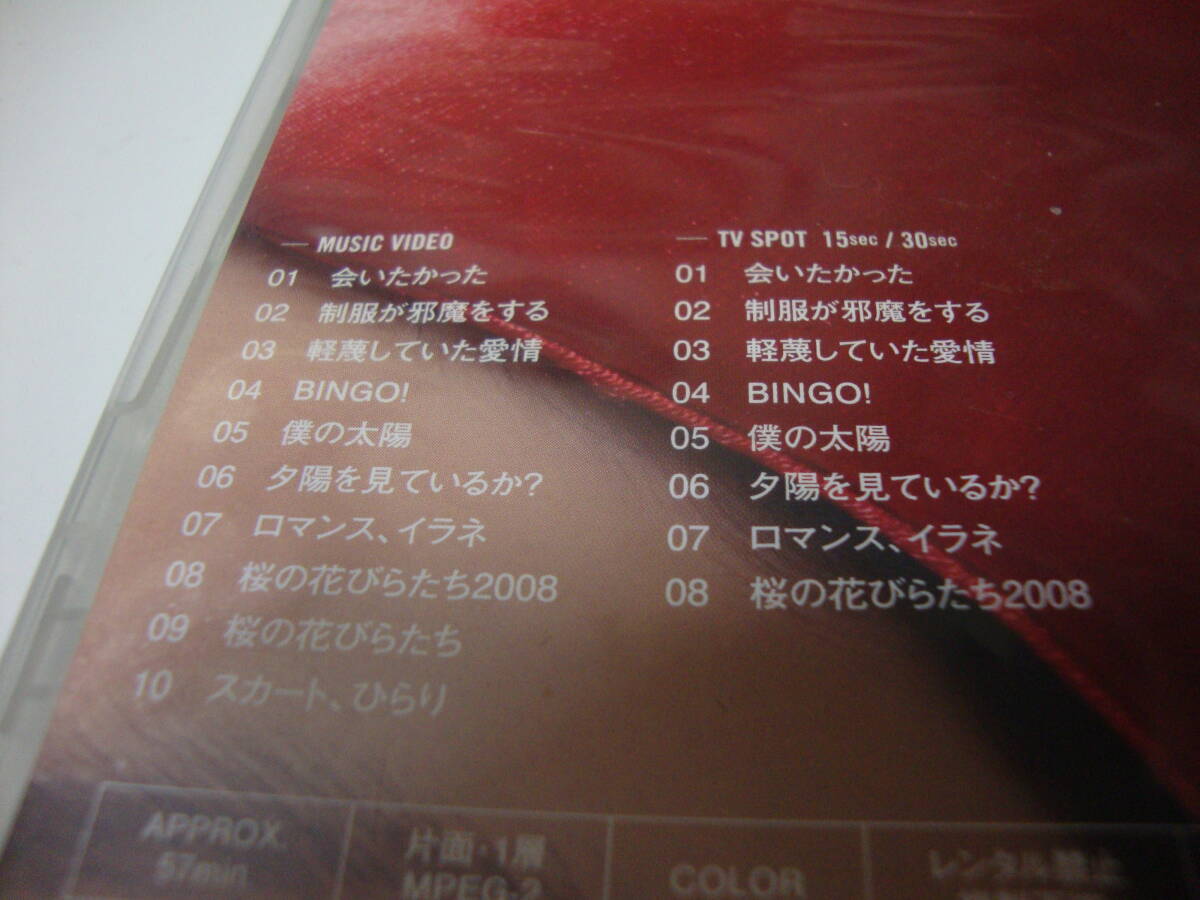 MUSIC VIDEO
01 会いたかった
02 制服が邪魔をする
03 軽蔑していた愛情
04 BINGO!
05 僕の太陽
06 夕陽を見ているか?
07 ロマンス、イラネ
08 桜の花びらたち2008
09 桜の花びらたち
10 スカート、ひらり
TV SPOT 15sec / 30sec
01 会いたかった
02 制服が邪魔をする
03 軽蔑していた愛情
04 BINGO!
05 僕の太陽
06 夕陽を見ているか?
07 ロマンス、イラネ
08 桜の花びらたち2008
APPROX.
57min
片面・1層
MPEG-2
COLOR
レンタル禁止